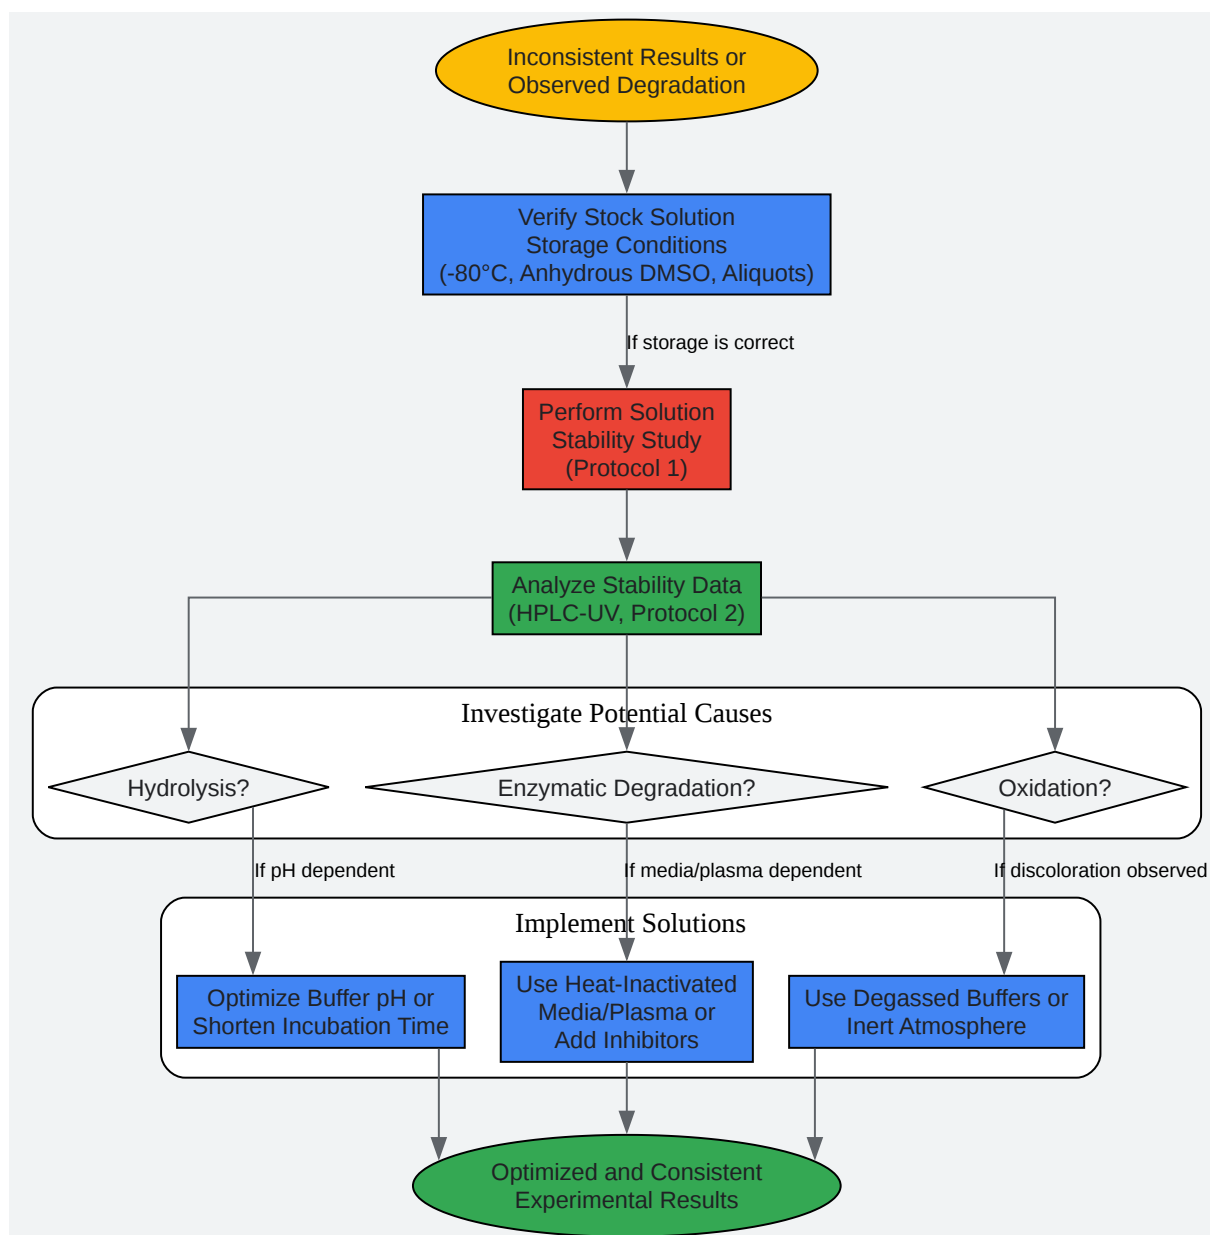 Inconsistent Results or
Observed Degradation
Verify Stock Solution
Storage Conditions
(-80°C, Anhydrous DMSO, Aliquots)
If storage is correct
Perform Solution
Stability Study
(Protocol 1)
Analyze Stability Data
(HPLC-UV, Protocol 2)
Investigate Potential Causes
Hydrolysis?
Enzymatic Degradation?
Oxidation?
If pH dependent
If media/plasma dependent
If discoloration observed
Implement Solutions
Optimize Buffer pH or
Shorten Incubation Time
Use Heat-Inactivated
Media/Plasma or
Add Inhibitors
Use Degassed Buffers or
Inert Atmosphere
Optimized and Consistent
Experimental Results